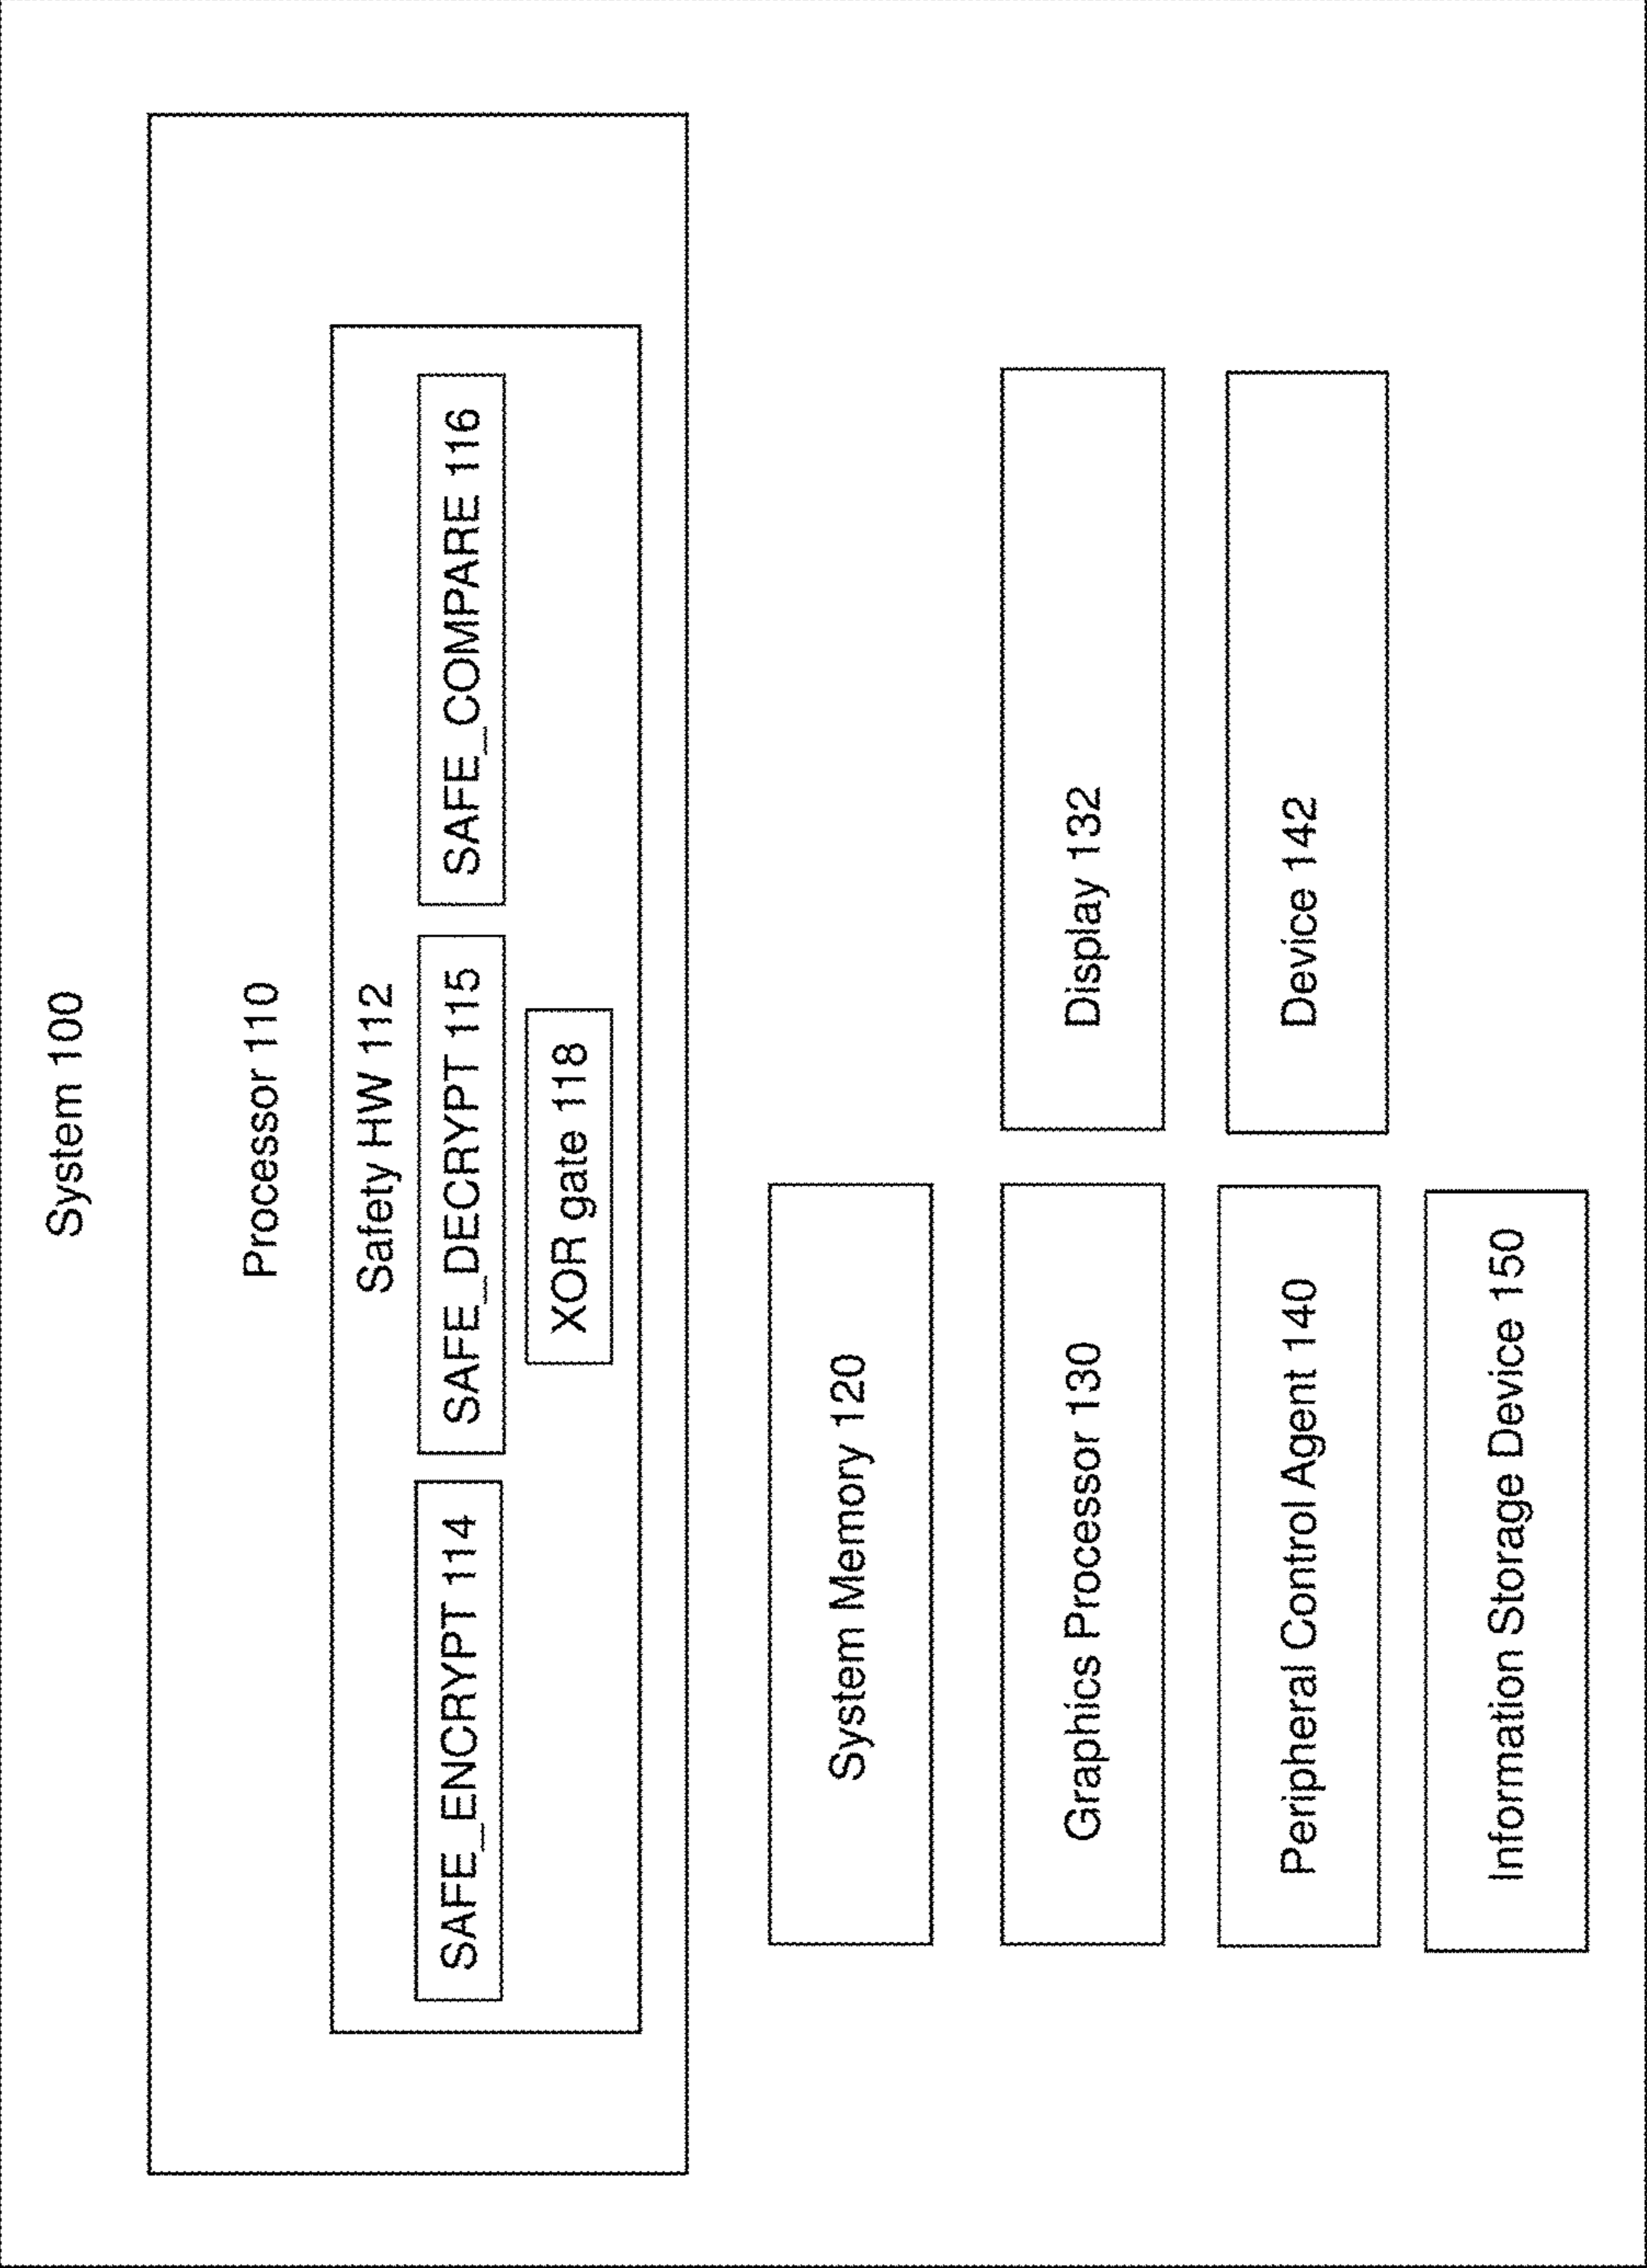 System 100
Processor 110
Safety HW 112
SAFE_ENCRYPT 114
SAFE_DECRYPT 115
SAFE_COMPARE 116
XOR gate 118
System Memory 120
Graphics Processor 130
Display 132
Peripheral Control Agent 140
Device 142
Information Storage Device 150